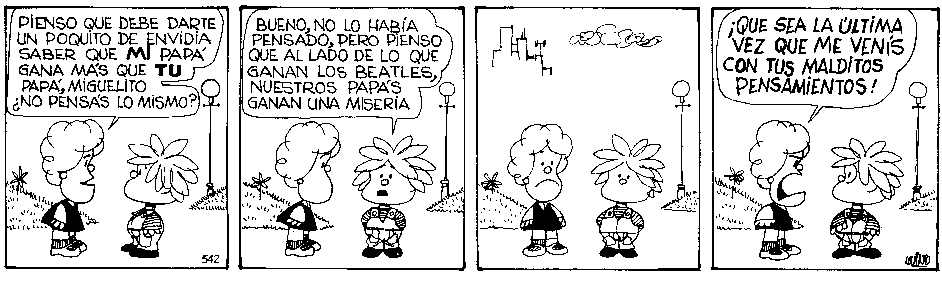 PIENSO QUE DEBE DARTE
UN POQUITO DE ENVIDIA
SABER QUE MI PAPÁ
GANA MÁS QUE TU
PAPÁ, MIGUELITO
¿NO PENSÁS LO MISMO?
542
BUENO, NO LO HABÍA
PENSADO, PERO PIENSO
QUE AL LADO DE LO QUE
GANAN LOS BEATLES,
NUESTROS PAPÁS
GANAN UNA MISERIA
¡QUE SEA LA ÚLTIMA
VEZ QUE ME VENÍS
CON TUS MALDITOS
PENSAMIENTOS!